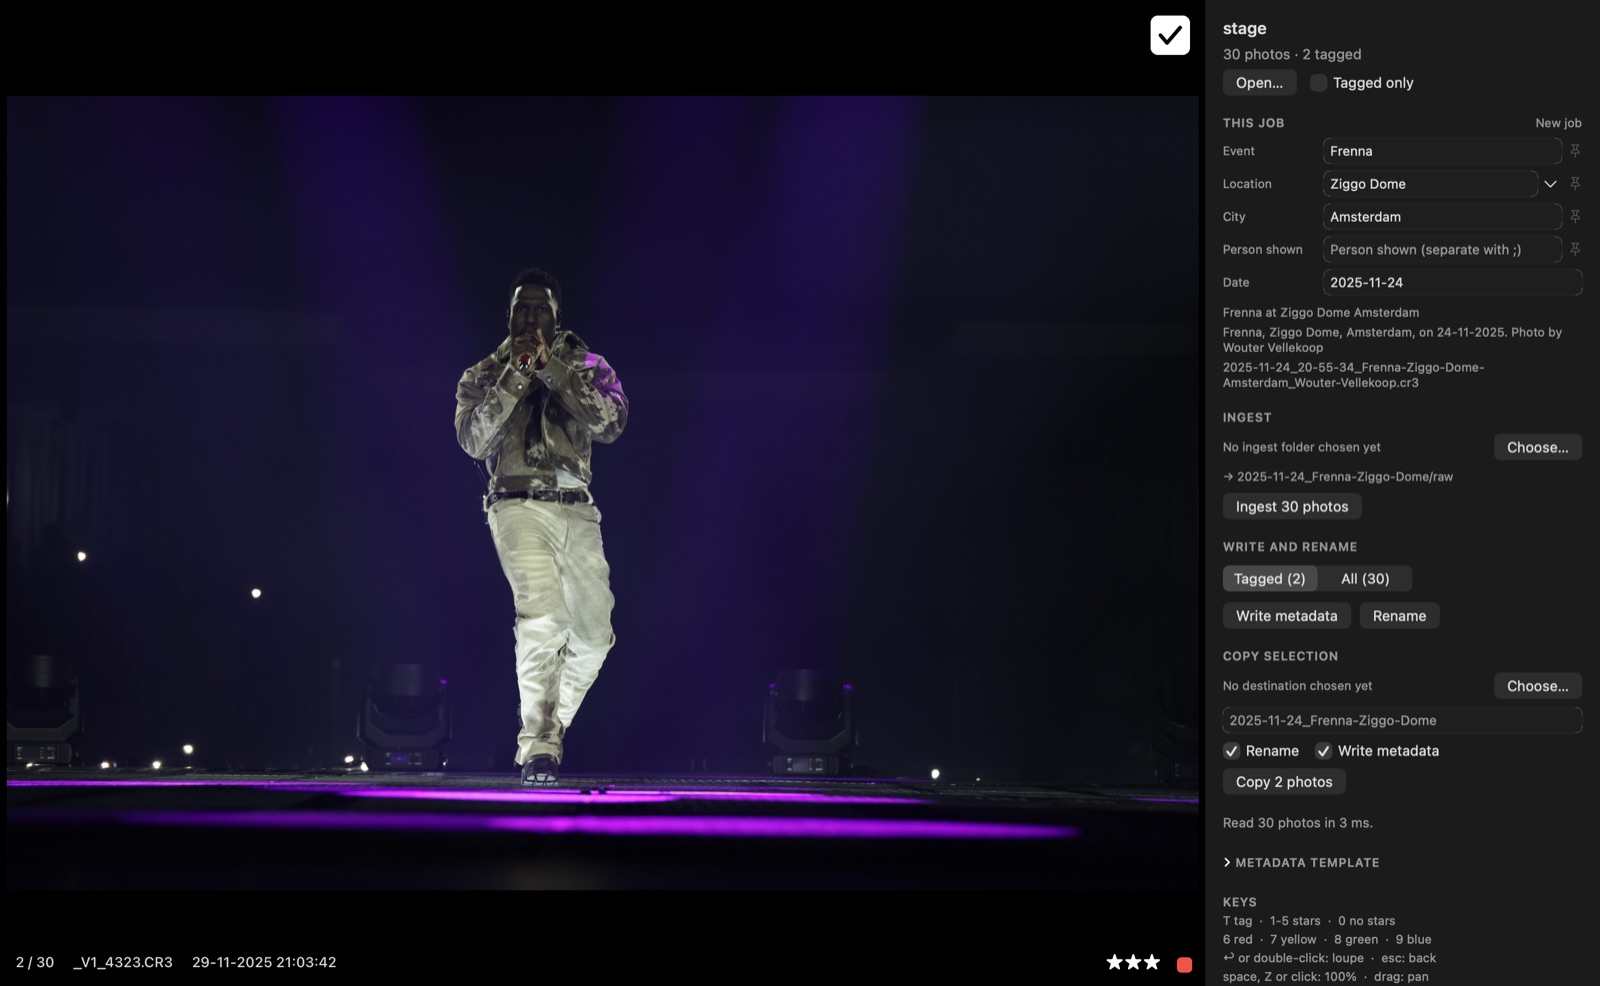 stage
30 photos · 2 tagged
Open...
Tagged only
THIS JOB
New job
Event
Frenna
Location
Ziggo Dome
City
Amsterdam
Person shown
Person shown (separate with ;)
Date
2025-11-24
Frenna at Ziggo Dome Amsterdam
Frenna, Ziggo Dome, Amsterdam, on 24-11-2025. Photo by
Wouter Vellekoop
2025-11-24_20-55-34_Frenna-Ziggo-Dome-
Amsterdam_Wouter-Vellekoop.cr3
INGEST
No ingest folder chosen yet
Choose...
→ 2025-11-24_Frenna-Ziggo-Dome/raw
Ingest 30 photos
WRITE AND RENAME
Tagged (2)
All (30)
Write metadata
Rename
COPY SELECTION
No destination chosen yet
Choose...
2025-11-24_Frenna-Ziggo-Dome
Rename
Write metadata
Copy 2 photos
Read 30 photos in 3 ms.
METADATA TEMPLATE
KEYS
T tag · 1-5 stars · 0 no stars
6 red · 7 yellow · 8 green · 9 blue
↩ or double-click: loupe · esc: back
space, Z or click: 100% · drag: pan
2 / 30 _V1_4323.CR3 29-11-2025 21:03:42